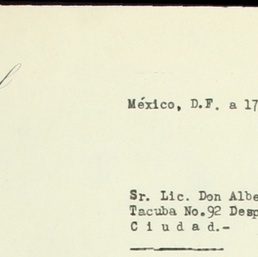 México, D.F. a 17
Sr. Lic. Don Albe
Tacuba No.92 Desp
C i u d a d.-